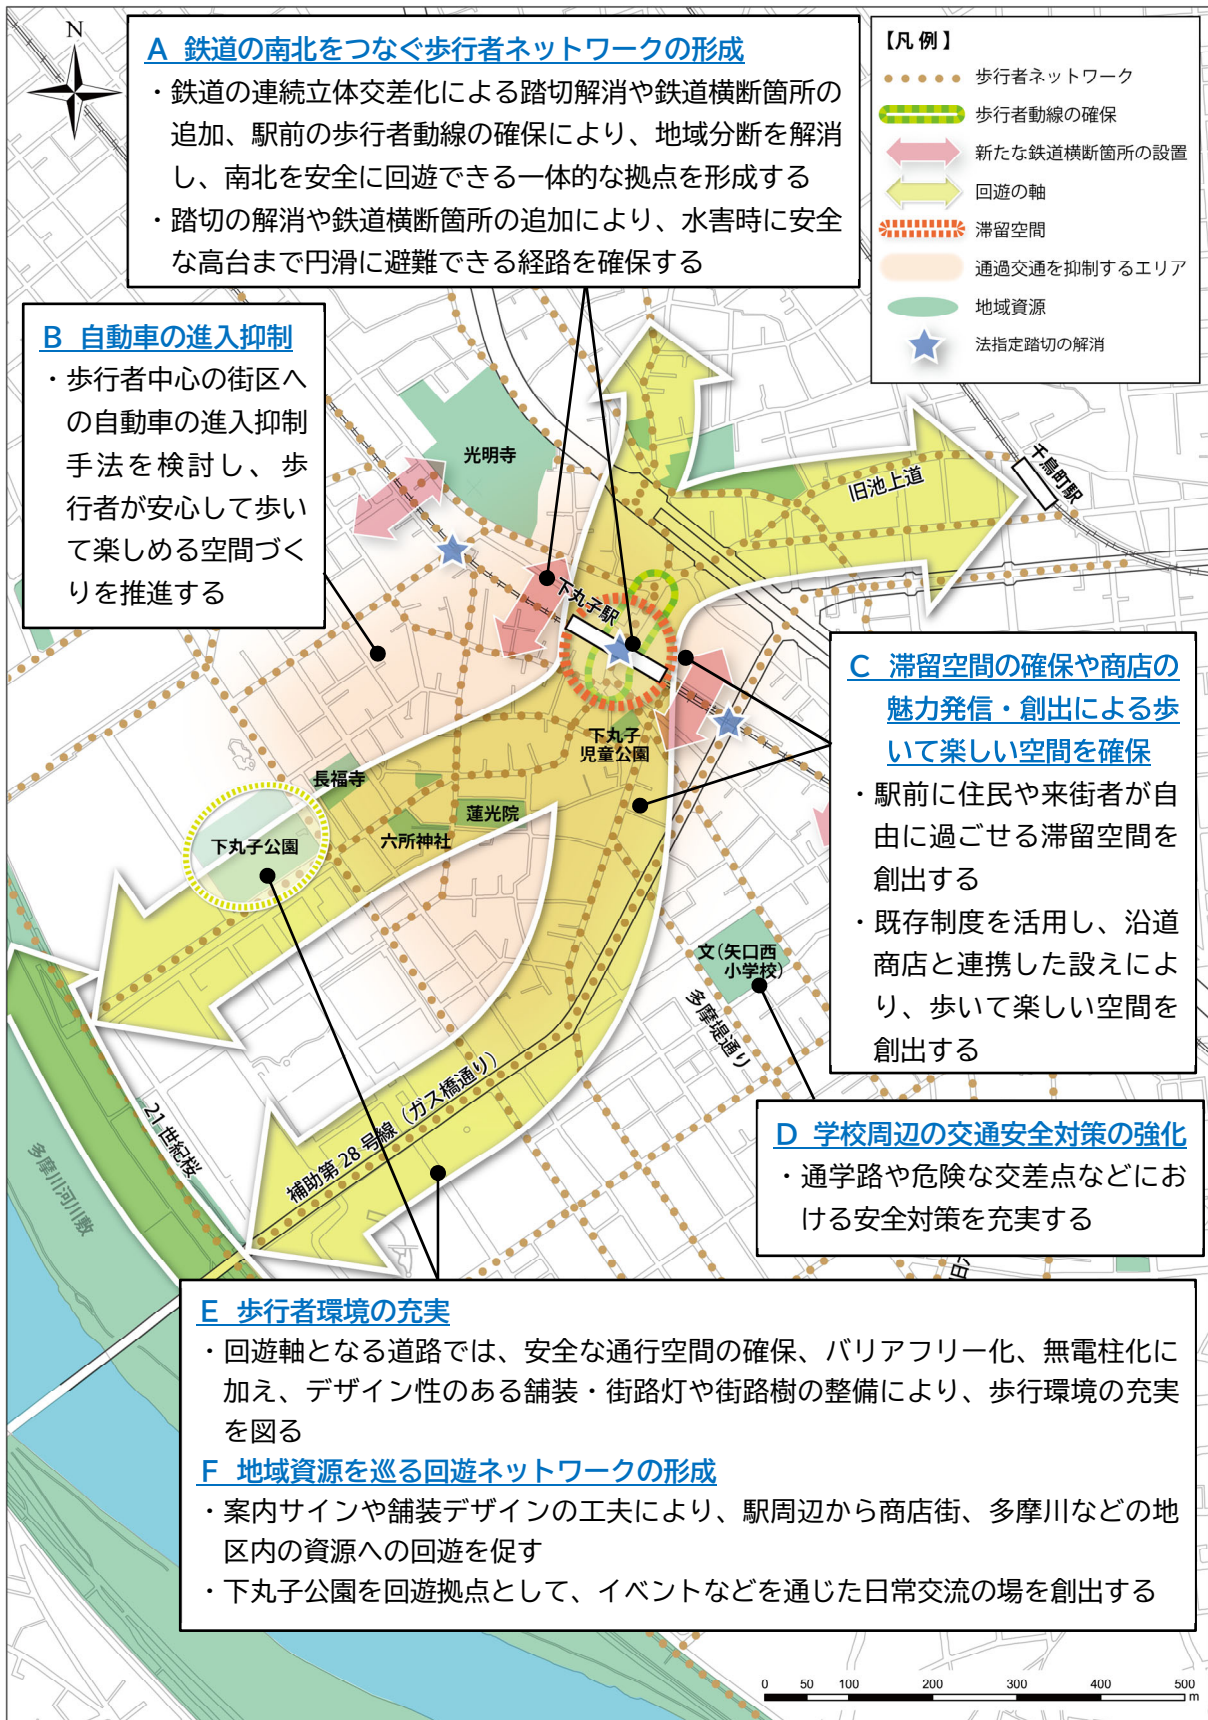 N
A 鉄道の南北をつなぐ歩行者ネットワークの形成
・鉄道の連続立体交差化による踏切解消や鉄道横断箇所の
追加、駅前の歩行者動線の確保により、地域分断を解消
し、南北を安全に回遊できる一体的な拠点を形成する
・踏切の解消や鉄道横断箇所の追加により、水害時に安全
な高台まで円滑に避難できる経路を確保する
【凡 例】
歩行者ネットワーク
歩行者動線の確保
新たな鉄道横断箇所の設置
回遊の軸
滞留空間
通過交通を抑制するエリア
地域資源
法指定踏切の解消
B 自動車の進入抑制
・歩行者中心の街区へ
の自動車の進入抑制
手法を検討し、歩
行者が安心して歩い
て楽しめる空間づく
りを推進する
光明寺
旧池上道
千鳥町駅
下丸子駅
C 滞留空間の確保や商店の
魅力発信・創出による歩
いて楽しい空間を確保
・駅前に住民や来街者が自
由に過ごせる滞留空間を
創出する
・既存制度を活用し、沿道
商店と連携した設えによ
り、歩いて楽しい空間を
創出する
下丸子
児童公園
長福寺
蓮光院
六所神社
下丸子公園
文(矢口西
小学校)
多摩堤通り
D 学校周辺の交通安全対策の強化
・通学路や危険な交差点などにお
ける安全対策を充実する
補助第28号線(ガス橋通り)
21世紀桜
多摩川河川敷
E 歩行者環境の充実
・回遊軸となる道路では、安全な通行空間の確保、バリアフリー化、無電柱化に
加え、デザイン性のある舗装・街路灯や街路樹の整備により、歩行環境の充実
を図る
F 地域資源を巡る回遊ネットワークの形成
・案内サインや舗装デザインの工夫により、駅周辺から商店街、多摩川などの地
区内の資源への回遊を促す
・下丸子公園を回遊拠点として、イベントなどを通じた日常交流の場を創出する
0 50 100 200 300 400 500
m